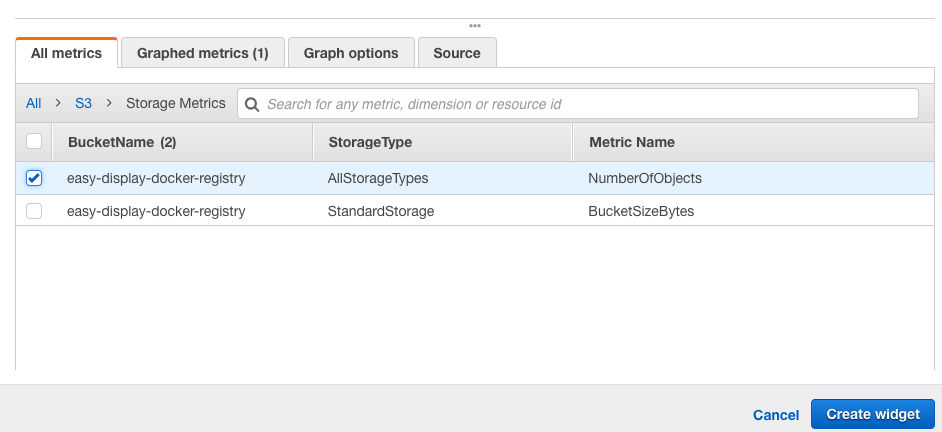 All metrics Graphed metrics (1) Graph options Source
All > S3 > Storage Metrics Search for any metric, dimension or resource id
BucketName (2) StorageType Metric Name
easy-display-docker-registry AllStorageTypes NumberOfObjects
easy-display-docker-registry StandardStorage BucketSizeBytes
Cancel Create widget